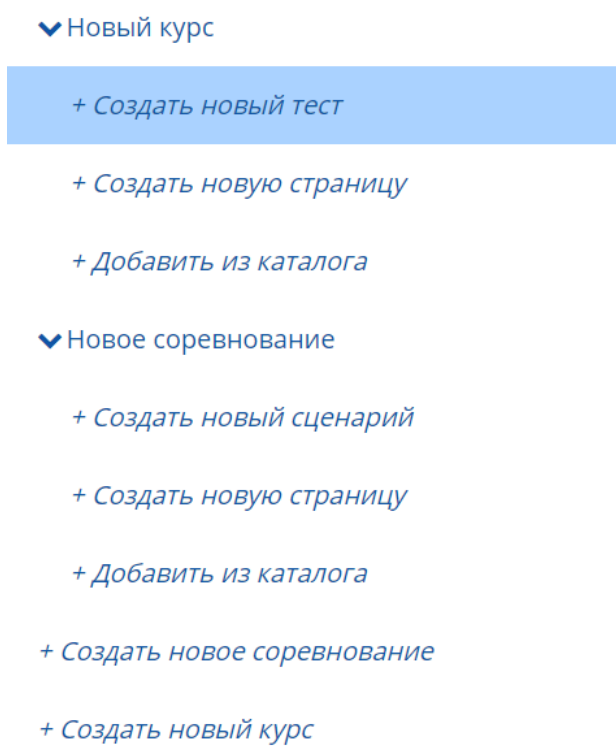 Новый курс
+ Создать новый тест
+ Создать новую страницу
+ Добавить из каталога
Новое соревнование
+ Создать новый сценарий
+ Создать новую страницу
+ Добавить из каталога
+ Создать новое соревнование
+ Создать новый курс